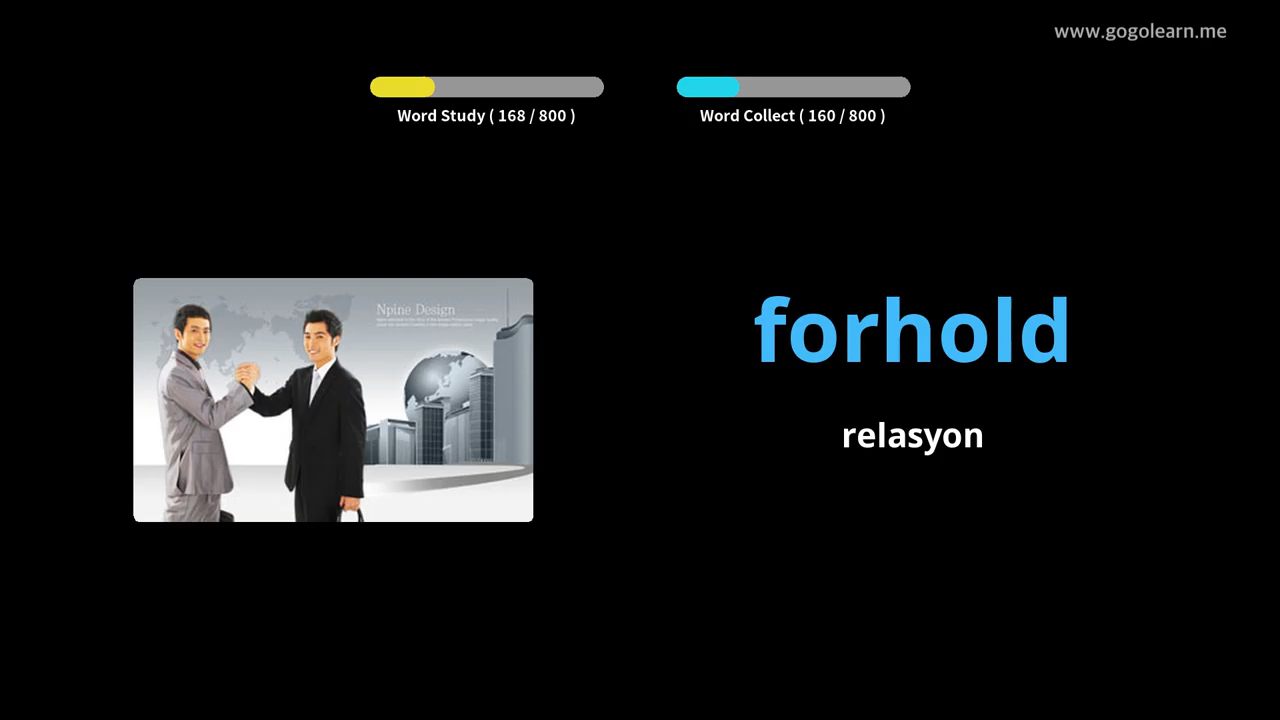 www.gogolearn.me
Word Study ( 168 / 800 )
Word Collect ( 160 / 800 )
Npine Design
forhold
relasyon